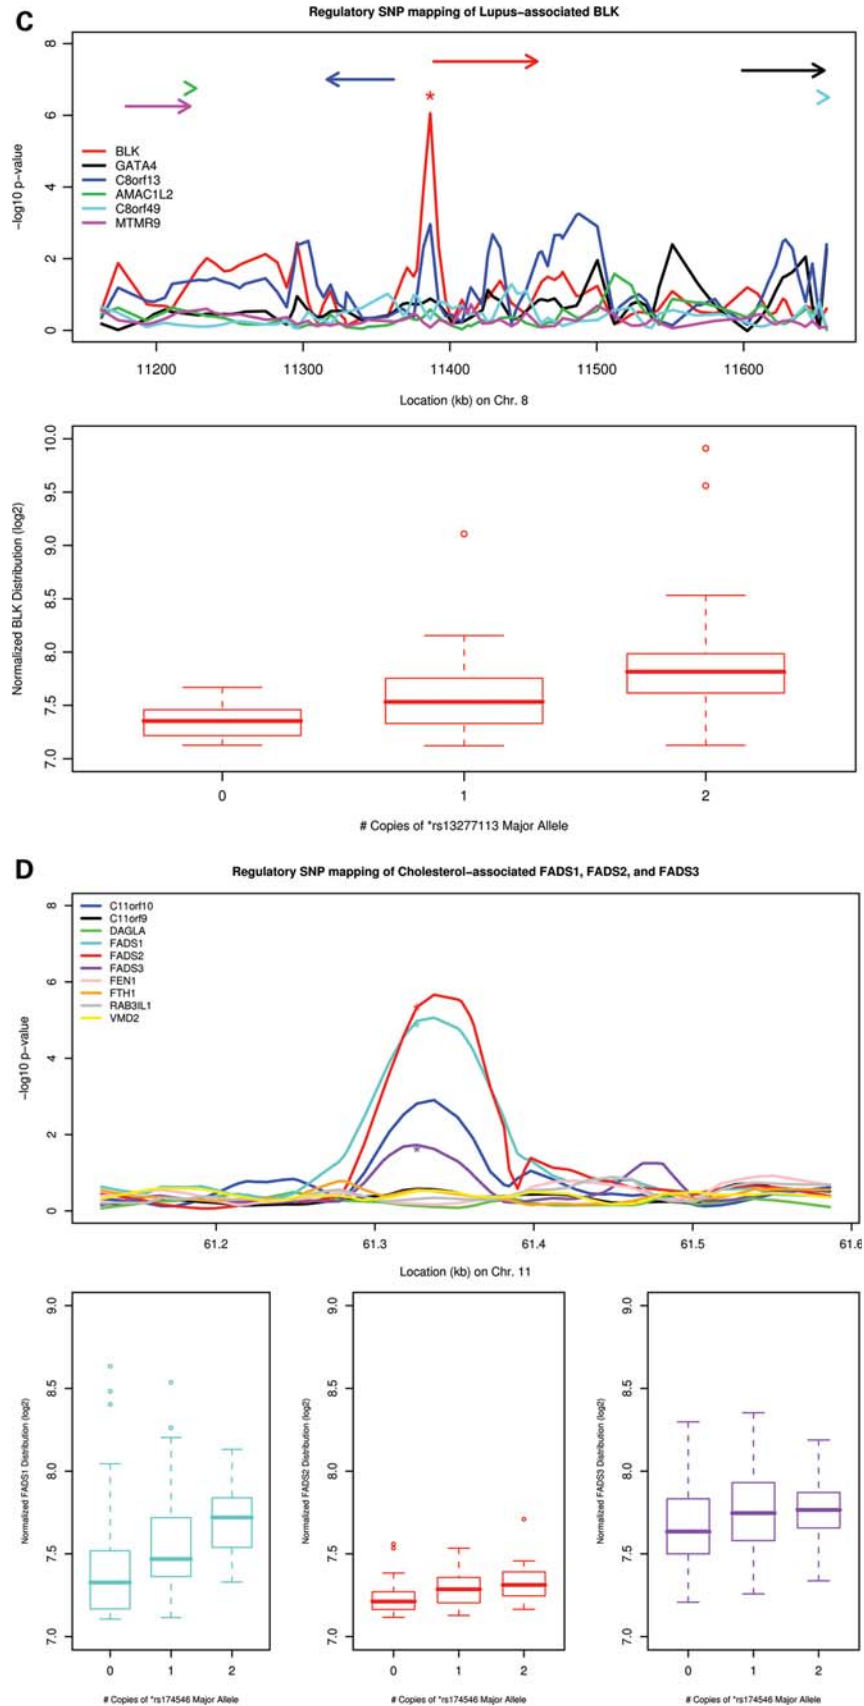 C
Regulatory SNP mapping of Lupus-associated BLK
-log10 p-value
8
6
4
2
0
*
BLK
GATA4
C8orf13
AMAC1L2
C8orf49
MTMR9
11200 11300 11400 11500 11600
Location (kb) on Chr. 8
Normalized BLK Distribution (log2)
10.0
9.5
9.0
8.5
8.0
7.5
7.0
0 1 2
# Copies of *rs13277113 Major Allele
D
Regulatory SNP mapping of Cholesterol-associated FADS1, FADS2, and FADS3
-log10 p-value
8
6
4
2
0
C11orf10
C11orf9
DAGLA
FADS1
FADS2
FADS3
FEN1
FTH1
RAB3IL1
VMD2
61.2 61.3 61.4 61.5 61.6
Location (kb) on Chr. 11
Normalized FADS1 Distribution (log2)
9.0
8.5
8.0
7.5
7.0
0 1 2
# Copies of *rs174546 Major Allele
Normalized FADS2 Distribution (log2)
9.0
8.5
8.0
7.5
7.0
0 1 2
# Copies of *rs174546 Major Allele
Normalized FADS3 Distribution (log2)
9.0
8.5
8.0
7.5
7.0
0 1 2
# Copies of *rs174546 Major Allele